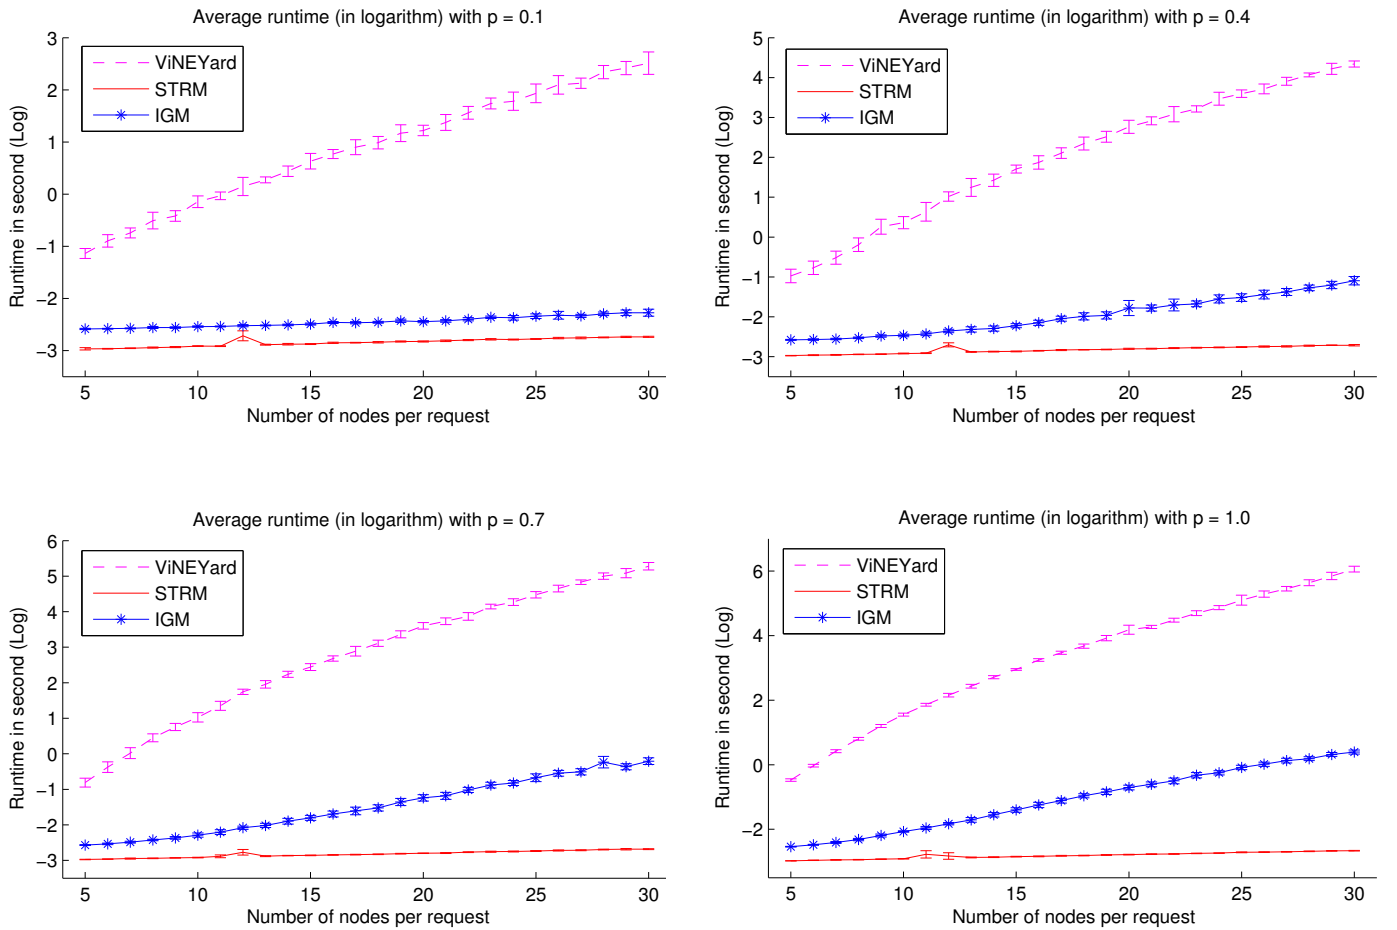 Average runtime (in logarithm) with p = 0.1
3
2
1
0
−1
−2
−3
Runtime in second (Log)
ViNEYard
STRM
IGM
5 10 15 20 25 30
Number of nodes per request
Average runtime (in logarithm) with p = 0.4
5
4
3
2
1
0
−1
−2
−3
Runtime in second (Log)
ViNEYard
STRM
IGM
5 10 15 20 25 30
Number of nodes per request
Average runtime (in logarithm) with p = 0.7
6
5
4
3
2
1
0
−1
−2
−3
Runtime in second (Log)
ViNEYard
STRM
IGM
5 10 15 20 25 30
Number of nodes per request
Average runtime (in logarithm) with p = 1.0
6
4
2
0
−2
Runtime in second (Log)
ViNEYard
STRM
IGM
5 10 15 20 25 30
Number of nodes per request